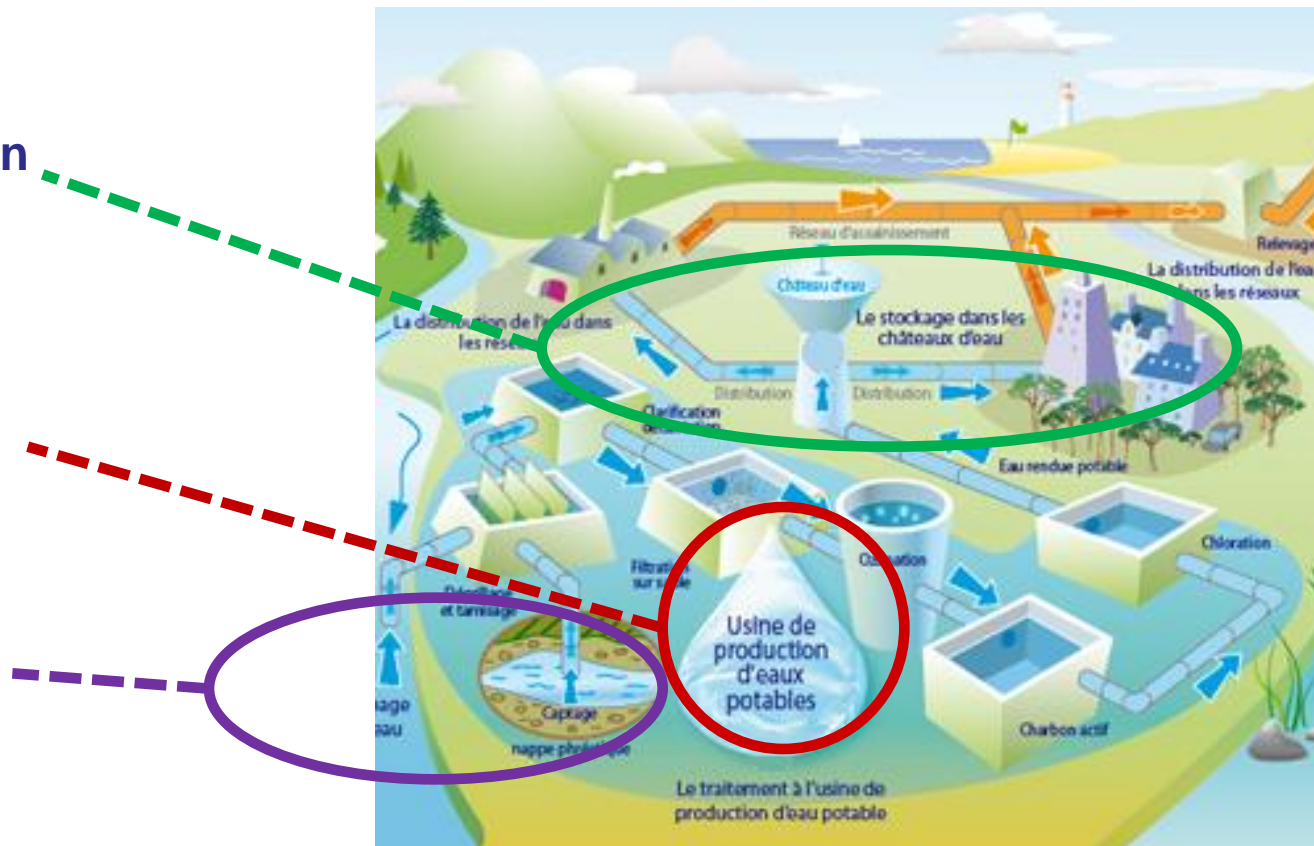 n
Réseau d'assainissement
Relevage
Château d'eau
La distribution de l'eau
dans les réseaux
La distribution de l'eau dans
les
Le stockage dans les
châteaux d'eau
Distribution
Distribution
Clarification
Eau rendue potable
Chloration
Filtration
sur sable
Ozonation
Dégrillage
et tamisage
Usine de
production
d'eaux
potables
Captage
nappe phréatique
Charbon actif
Le traitement à l'usine de
production d'eau potable